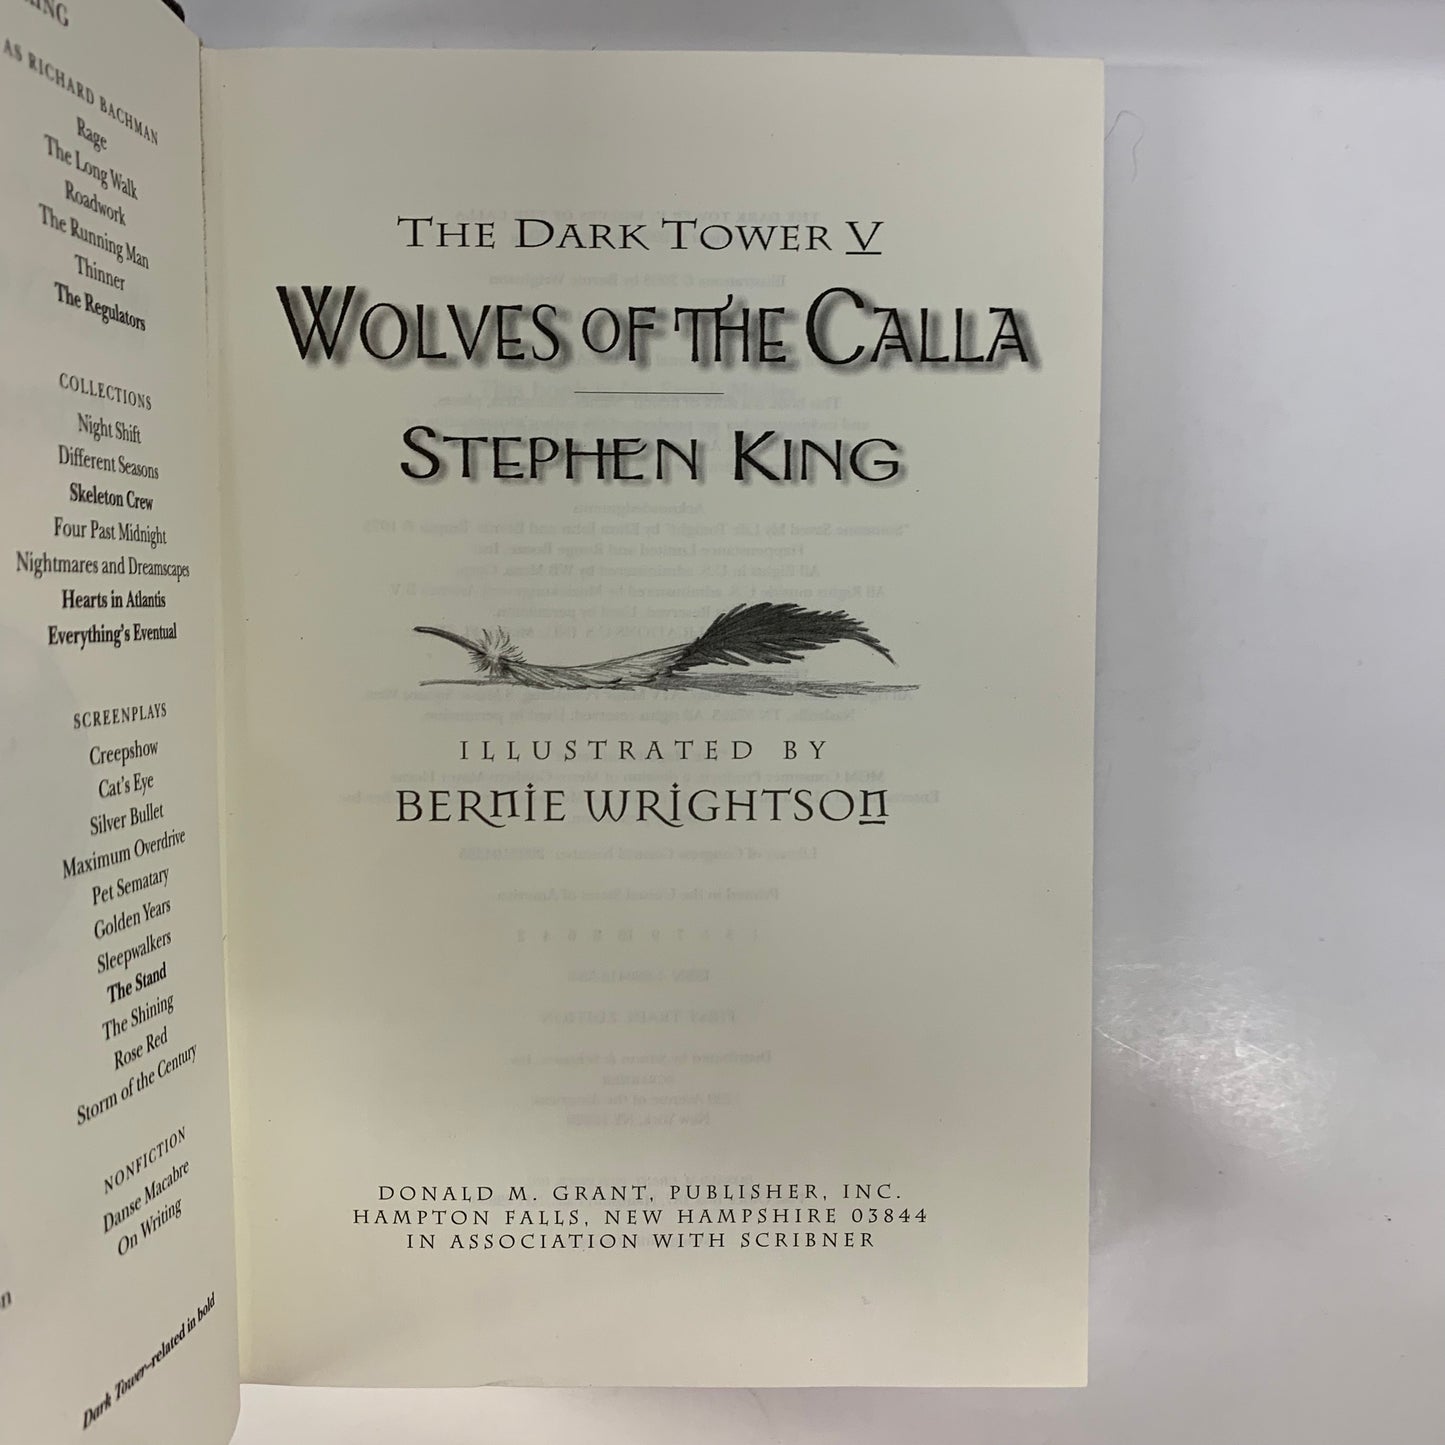 AS RICHARD BACHMAN
Rage
The Long Walk
Roadwork
The Running Man
Thinner
The Regulators
COLLECTIONS
Night Shift
Different Seasons
Skeleton Crew
Four Past Midnight
Nightmares and Dreamscapes
Hearts in Atlantis
Everything's Eventual
SCREENPLAYS
Creepshow
Cat's Eye
Silver Bullet
Maximum Overdrive
Pet Sematary
Golden Years
Sleepwalkers
The Stand
The Shining
Rose Red
Storm of the Century
NONFICTION
Danse Macabre
On Writing
Dark Tower–related in bold
THE DARK TOWER V
WOLVES OF THE CALLA
STEPHEN KING
ILLUSTRATED BY
BERNIE WRIGHTSON
DONALD M. GRANT, PUBLISHER, INC.
HAMPTON FALLS, NEW HAMPSHIRE 03844
IN ASSOCIATION WITH SCRIBNER